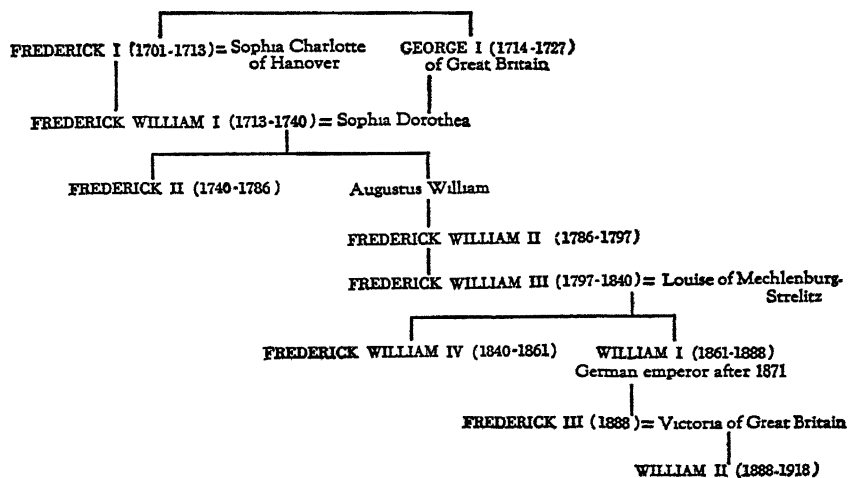 FREDERICK I (1701-1713) = Sophia Charlotte of Hanover
GEORGE I (1714-1727) of Great Britain
FREDERICK WILLIAM I (1713-1740) = Sophia Dorothea
FREDERICK II (1740-1786)
Augustus William
FREDERICK WILLIAM II (1786-1797)
FREDERICK WILLIAM III (1797-1840) = Louise of Mechlenburg-
Strelitz
FREDERICK WILLIAM IV (1840-1861)
WILLIAM I (1861-1888)
German emperor after 1871
FREDERICK III (1888) = Victoria of Great Britain
WILLIAM II (1888-1918)